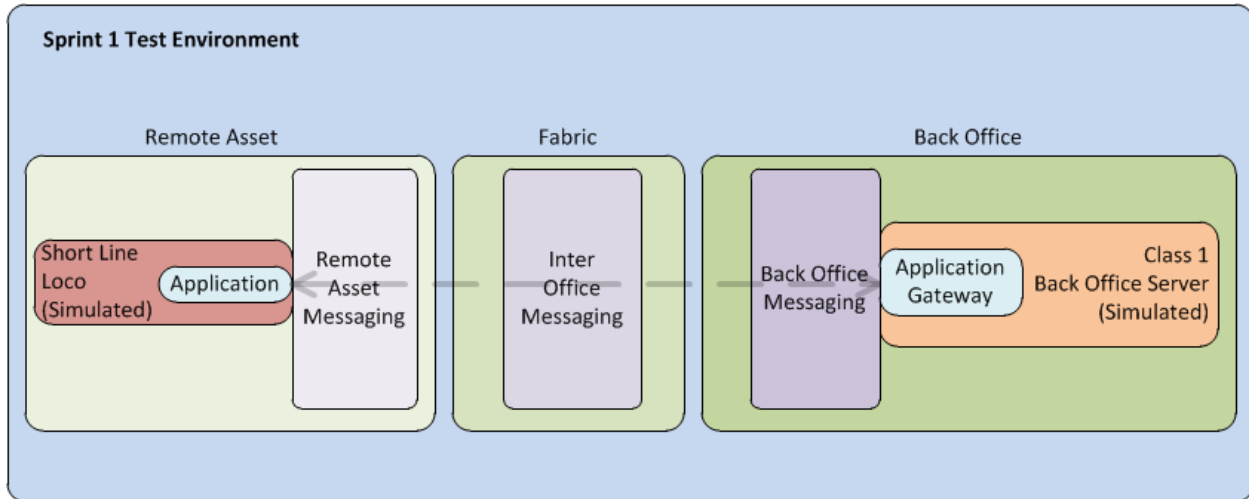 Sprint 1 Test Environment
Remote Asset
Fabric
Back Office
Short Line
Loco
(Simulated)
Application
Remote
Asset
Messaging
Inter
Office
Messaging
Back Office
Messaging
Application
Gateway
Class 1
Back Office Server
(Simulated)